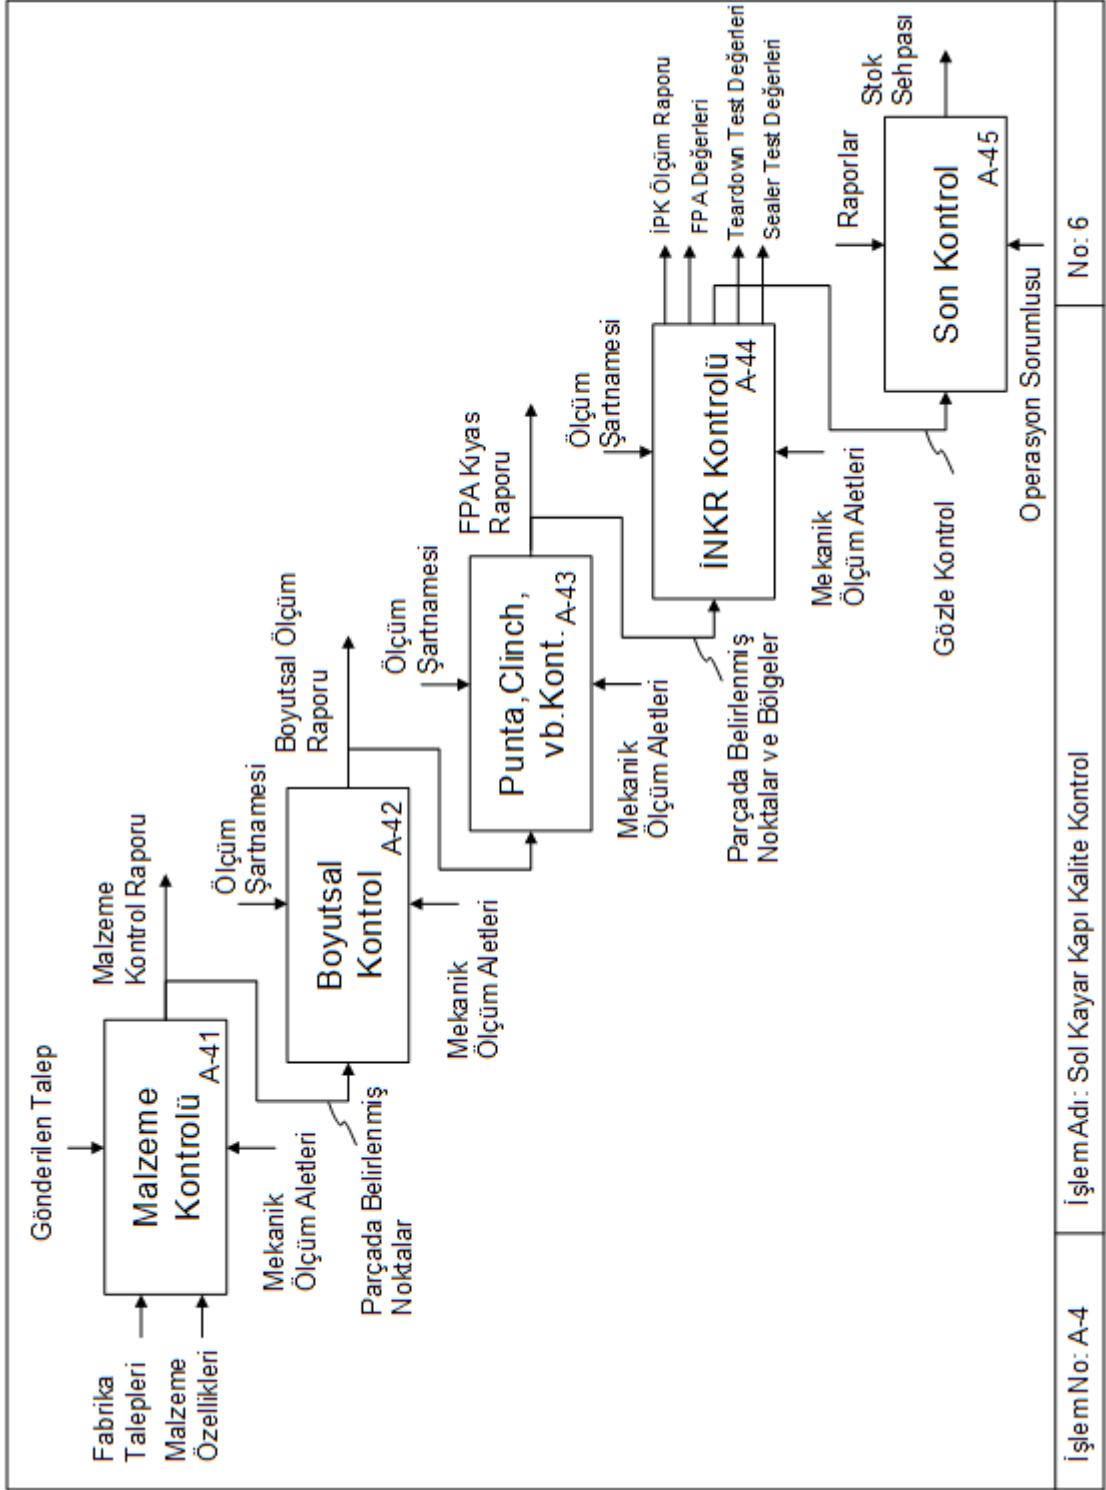 Gönderilen Talep
Fabrika
Talepleri
Malzeme
Özellikleri
Malzeme
Kontrolü
A-41
Malzeme
Kontrol Raporu
Mekanik
Ölçüm Aletleri
Parçada Belirlenmiş
Noktalar
Ölçüm
Şartnamesi
Boyutsal
Kontrol
A-42
Boyutsal Ölçüm
Raporu
Mekanik
Ölçüm Aletleri
Ölçüm
Şartnamesi
Punta,Clinch,
vb.Kont.
A-43
FPA Kıyas
Raporu
Mekanik
Ölçüm Aletleri
Parçada Belirlenmiş
Noktalar ve Bölgeler
Ölçüm
Şartnamesi
İNKR Kontrolü
A-44
İPK Ölçüm Raporu
FPA Değerleri
Teardown Test Değerleri
Sealer Test Değerleri
Mekanik
Ölçüm Aletleri
Gözle Kontrol
Raporlar
Son Kontrol
A-45
Stok
Sehpası
Operasyon Sorumlusu
İşlem No: A-4
İşlem Adı: Sol Kayar Kapı Kalite Kontrol
No: 6